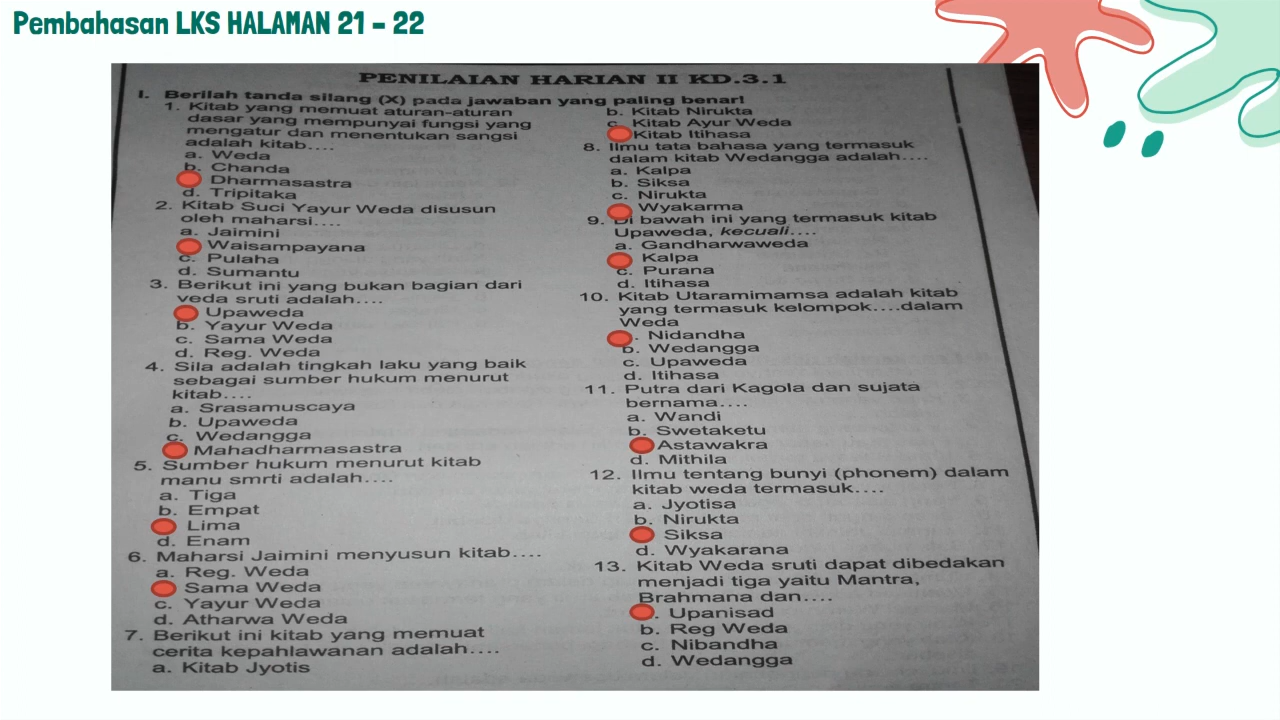 Pembahasan LKS HALAMAN 21 - 22
PENILAIAN HARIAN II KD.3.1
I. Berilah tanda silang (X) pada jawaban yang paling benar!
1. Kitab yang memuat aturan-aturan
dasar yang mempunyai fungsi yang
mengatur dan menentukan sangsi
adalah kitab....
a. Weda
b. Chanda
Dharmasastra
d. Tripitaka
2. Kitab Suci Yayur Weda disusun
oleh maharsi....
a. Jaimini
Waisampayana
c. Pulaha
d. Sumantu
3. Berikut ini yang bukan bagian dari
veda sruti adalah....
Upaweda
b. Yayur Weda
c. Sama Weda
d. Reg. Weda
4. Sila adalah tingkah laku yang baik
sebagai sumber hukum menurut
kitab....
a. Srasamuscaya
b. Upaweda
c. Wedangga
Mahadharmasastra
5. Sumber hukum menurut kitab
manu smrti adalah....
a. Tiga
b. Empat
Lima
d. Enam
6. Maharsi Jaimini menyusun kitab....
a. Reg. Weda
Sama Weda
c. Yayur Weda
d. Atharwa Weda
7. Berikut ini kitab yang memuat
cerita kepahlawanan adalah....
a. Kitab Jyotis
b. Kitab Nirukta
c. Kitab Ayur Weda
Kitab Itihasa
8. Ilmu tata bahasa yang termasuk
dalam kitab Wedangga adalah....
a. Kalpa
b. Siksa
c. Nirukta
Wyakarma
9. Di bawah ini yang termasuk kitab
Upaweda, kecuali....
a. Gandharwaweda
Kalpa
c. Purana
d. Itihasa
10. Kitab Utaramimamsa adalah kitab
yang termasuk kelompok....dalam
Weda
. Nidandha
b. Wedangga
c. Upaweda
d. Itihasa
11. Putra dari Kagola dan sujata
bernama....
a. Wandi
b. Swetaketu
Astawakra
d. Mithila
12. Ilmu tentang bunyi (phonem) dalam
kitab weda termasuk....
a. Jyotisa
b. Nirukta
Siksa
d. Wyakarana
13. Kitab Weda sruti dapat dibedakan
menjadi tiga yaitu Mantra,
Brahmana dan....
. Upanisad
b. Reg Weda
c. Nibandha
d. Wedangga